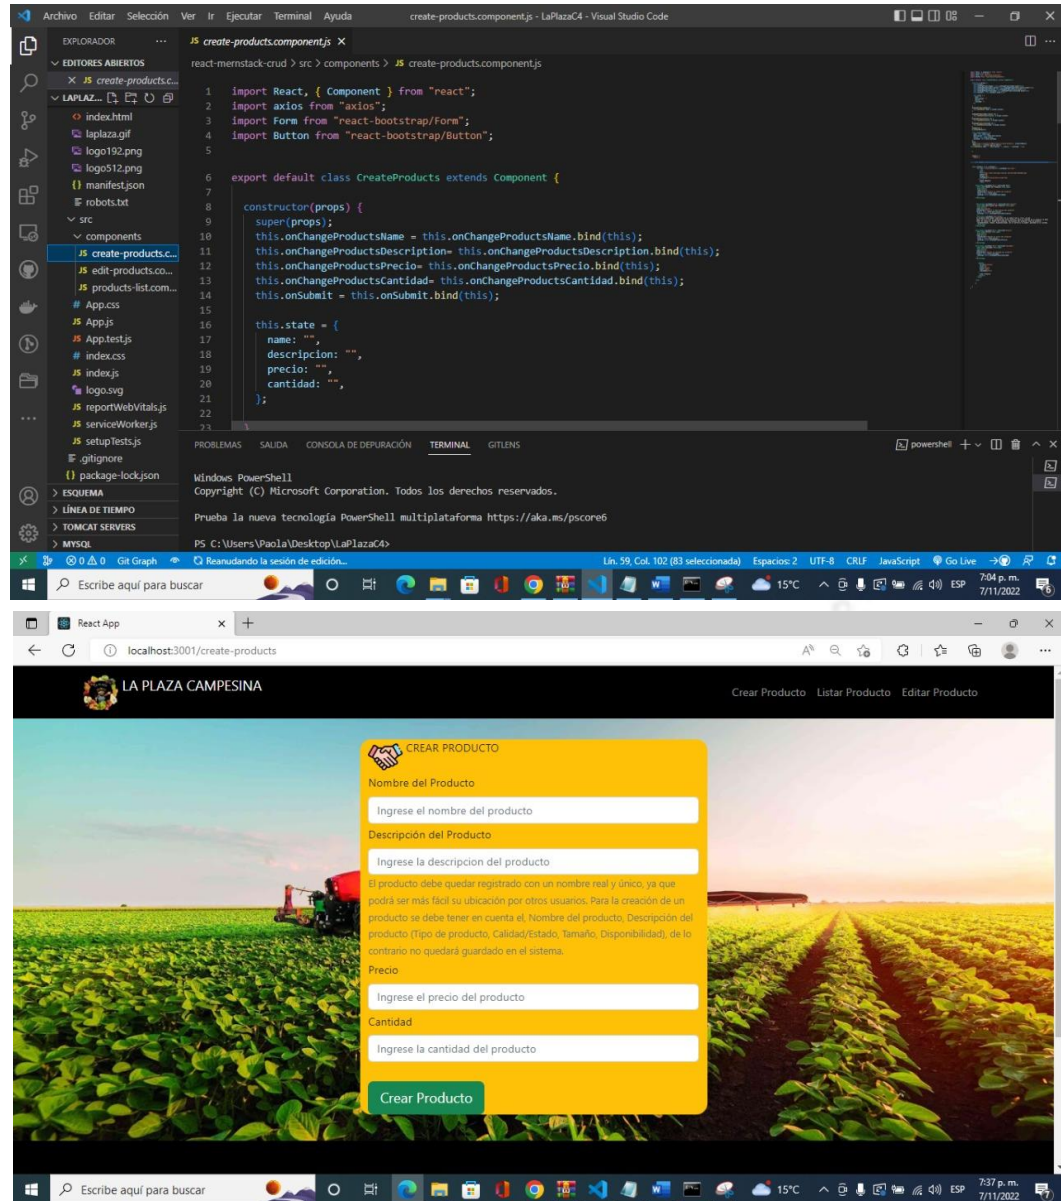 Archivo Editar Selección Ver Ir Ejecutar Terminal Ayuda
create-products.component.js - LaPlazaC4 - Visual Studio Code
EXPLORADOR
EDITORES ABIERTOS
JS create-products.c...
LAPLAZ...
index.html
laplaza.gif
logo192.png
logo512.png
manifest.json
robots.txt
src
components
JS create-products.c...
JS edit-products.co...
JS products-list.com...
# App.css
JS App.js
JS App.test.js
# index.css
JS index.js
logo.svg
JS reportWebVitals.js
JS serviceWorker.js
JS setupTests.js
.gitignore
{} package-lock.json
ESQUEMA
LÍNEA DE TIEMPO
TOMCAT SERVERS
MYSQL
JS create-products.component.js
react-mernstack-crud > src > components > JS create-products.component.js
1 import React, { Component } from "react";
2 import axios from "axios";
3 import Form from "react-bootstrap/Form";
4 import Button from "react-bootstrap/Button";
5
6 export default class CreateProducts extends Component {
7
8 constructor(props) {
9 super(props);
10 this.onChangeProductsName = this.onChangeProductsName.bind(this);
11 this.onChangeProductsDescription= this.onChangeProductsDescription.bind(this);
12 this.onChangeProductsPrecio= this.onChangeProductsPrecio.bind(this);
13 this.onChangeProductsCantidad= this.onChangeProductsCantidad.bind(this);
14 this.onSubmit = this.onSubmit.bind(this);
15
16 this.state = {
17 name: "",
18 descripcion: "",
19 precio: "",
20 cantidad: "",
21 };
22
23 }
PROBLEMAS SALIDA CONSOLA DE DEPURACIÓN TERMINAL GITLENS
powershell
Windows PowerShell
Copyright (C) Microsoft Corporation. Todos los derechos reservados.
Prueba la nueva tecnología PowerShell multiplataforma https://aka.ms/pscore6
PS C:\Users\Paola\Desktop\LaPlazaC4>
0 0 Git Graph Reanudando la sesión de edición... Lín. 59, Col. 102 (83 seleccionada) Espacios: 2 UTF-8 CRLF JavaScript Go Live
Escribe aquí para buscar 15°C ESP 7:04 p. m.
7/11/2022
React App
localhost:3001/create-products
LA PLAZA CAMPESINA
Crear Producto Listar Producto Editar Producto
CREAR PRODUCTO
Nombre del Producto
Ingrese el nombre del producto
Descripción del Producto
Ingrese la descripcion del producto
El producto debe quedar registrado con un nombre real y único, ya que
podrá ser más fácil su ubicación por otros usuarios. Para la creación de un
producto se debe tener en cuenta el, Nombre del producto, Descripción del
producto (Tipo de producto, Calidad/Estado, Tamaño, Disponibilidad), de lo
contrario no quedará guardado en el sistema.
Precio
Ingrese el precio del producto
Cantidad
Ingrese la cantidad del producto
Crear Producto
Escribe aquí para buscar 15°C ESP 7:37 p. m.
7/11/2022